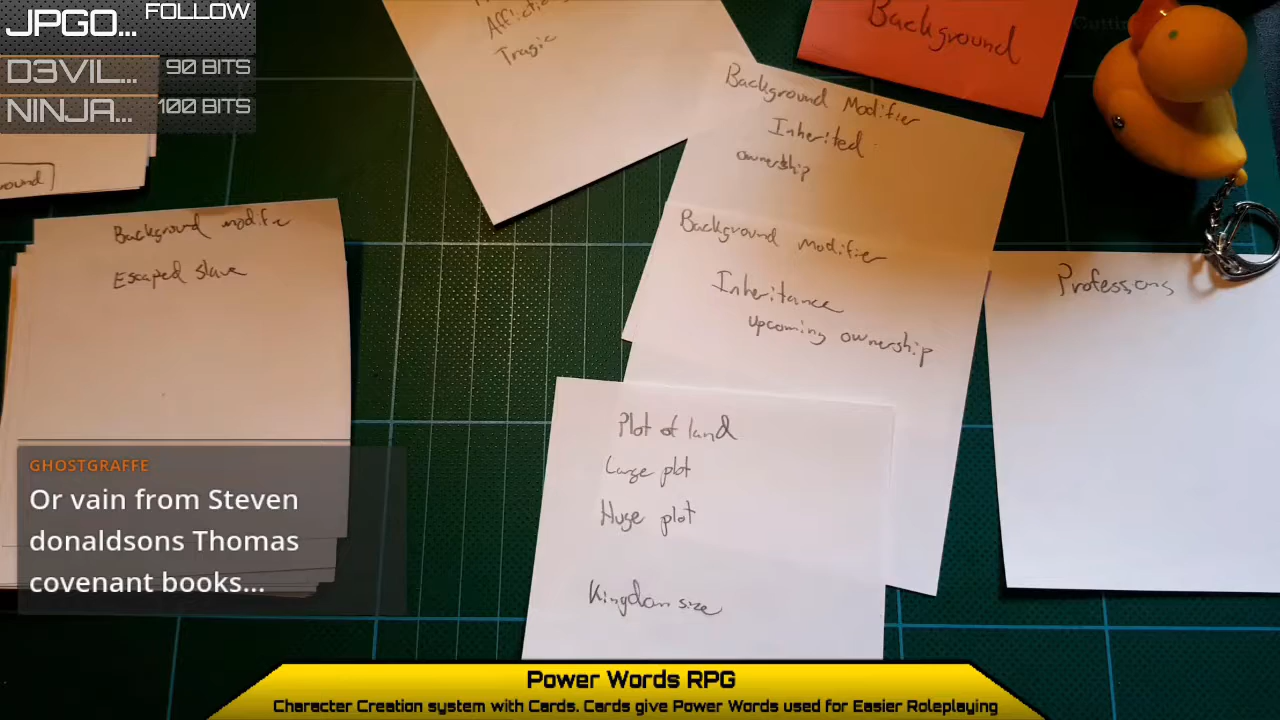 JPGO...
FOLLOW
D3VIL...
90 BITS
NINJA...
100 BITS
Tragic
Background
Background Modifier
Inherited
ownership
Background modifier
Inheritance
upcoming ownership
Professions
Background modifie
Escaped slave
Plot of land
Large plot
Huge plot
Kingdom size
GHOSTGRAFFE
Or vain from Steven
donaldsons Thomas
covenant books...
Power Words RPG
Character Creation system with Cards. Cards give Power Words used for Easier Roleplaying